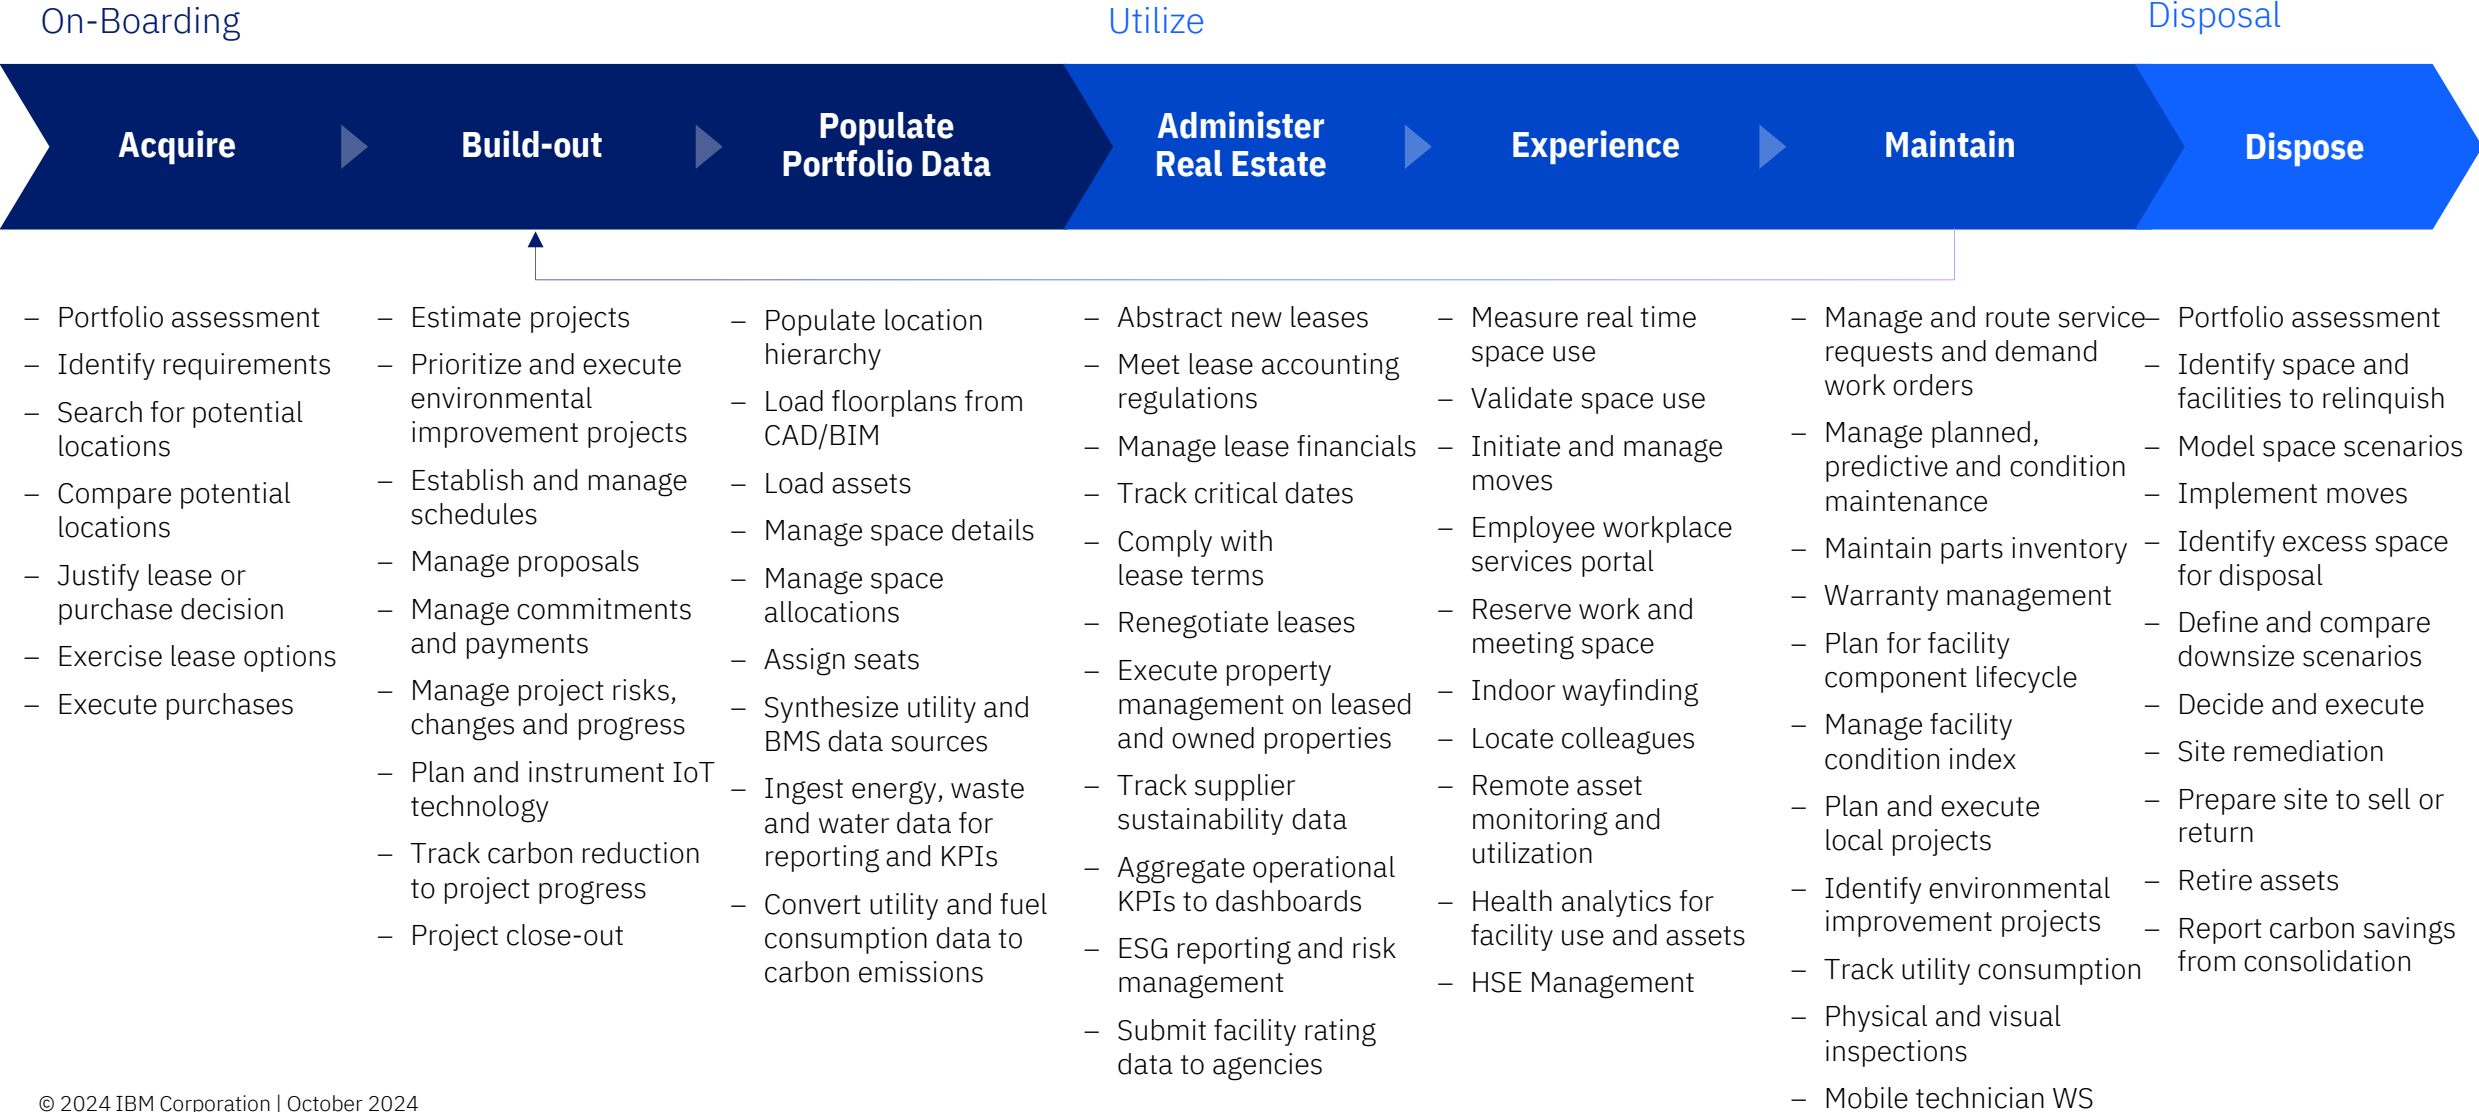 On-Boarding
Utilize
Disposal
Acquire
Build-out
Populate
Portfolio Data
Administer
Real Estate
Experience
Maintain
Dispose
– Portfolio assessment
– Identify requirements
– Search for potential
locations
– Compare potential
locations
– Justify lease or
purchase decision
– Exercise lease options
– Execute purchases
– Estimate projects
– Prioritize and execute
environmental
improvement projects
– Establish and manage
schedules
– Manage proposals
– Manage commitments
and payments
– Manage project risks,
changes and progress
– Plan and instrument IoT
technology
– Track carbon reduction
to project progress
– Project close-out
– Populate location
hierarchy
– Load floorplans from
CAD/BIM
– Load assets
– Manage space details
– Manage space
allocations
– Assign seats
– Synthesize utility and
BMS data sources
– Ingest energy, waste
and water data for
reporting and KPIs
– Convert utility and fuel
consumption data to
carbon emissions
– Abstract new leases
– Meet lease accounting
regulations
– Manage lease financials
– Track critical dates
– Comply with
lease terms
– Renegotiate leases
– Execute property
management on leased
and owned properties
– Track supplier
sustainability data
– Aggregate operational
KPIs to dashboards
– ESG reporting and risk
management
– Submit facility rating
data to agencies
– Measure real time
space use
– Validate space use
– Initiate and manage
moves
– Employee workplace
services portal
– Reserve work and
meeting space
– Indoor wayfinding
– Locate colleagues
– Remote asset
monitoring and
utilization
– Health analytics for
facility use and assets
– HSE Management
– Manage and route service
requests and demand
work orders
– Manage planned,
predictive and condition
maintenance
– Maintain parts inventory
– Warranty management
– Plan for facility
component lifecycle
– Manage facility
condition index
– Plan and execute
local projects
– Identify environmental
improvement projects
– Track utility consumption
– Physical and visual
inspections
– Mobile technician WS
– Portfolio assessment
– Identify space and
facilities to relinquish
– Model space scenarios
– Implement moves
– Identify excess space
for disposal
– Define and compare
downsize scenarios
– Decide and execute
– Site remediation
– Prepare site to sell or
return
– Retire assets
– Report carbon savings
from consolidation
© 2024 IBM Corporation | October 2024